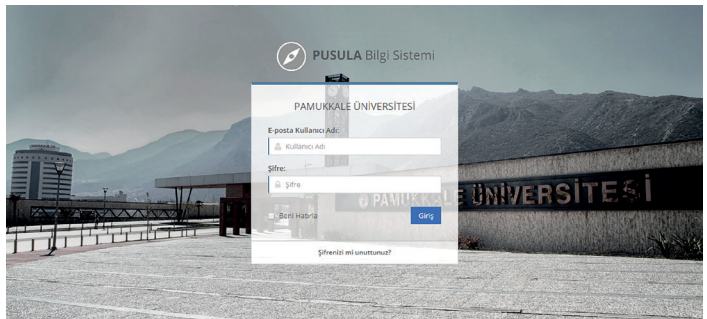 PUSULA Bilgi Sistemi
PAMUKKALE ÜNİVERSİTESİ
E-posta Kullanıcı Adı:
Kullanıcı Adı
Şifre:
Şifre
PAMUKKALE ÜNİVERSİTESİ
Beni Hatırla
Giriş
Şifrenizi mi unuttunuz?